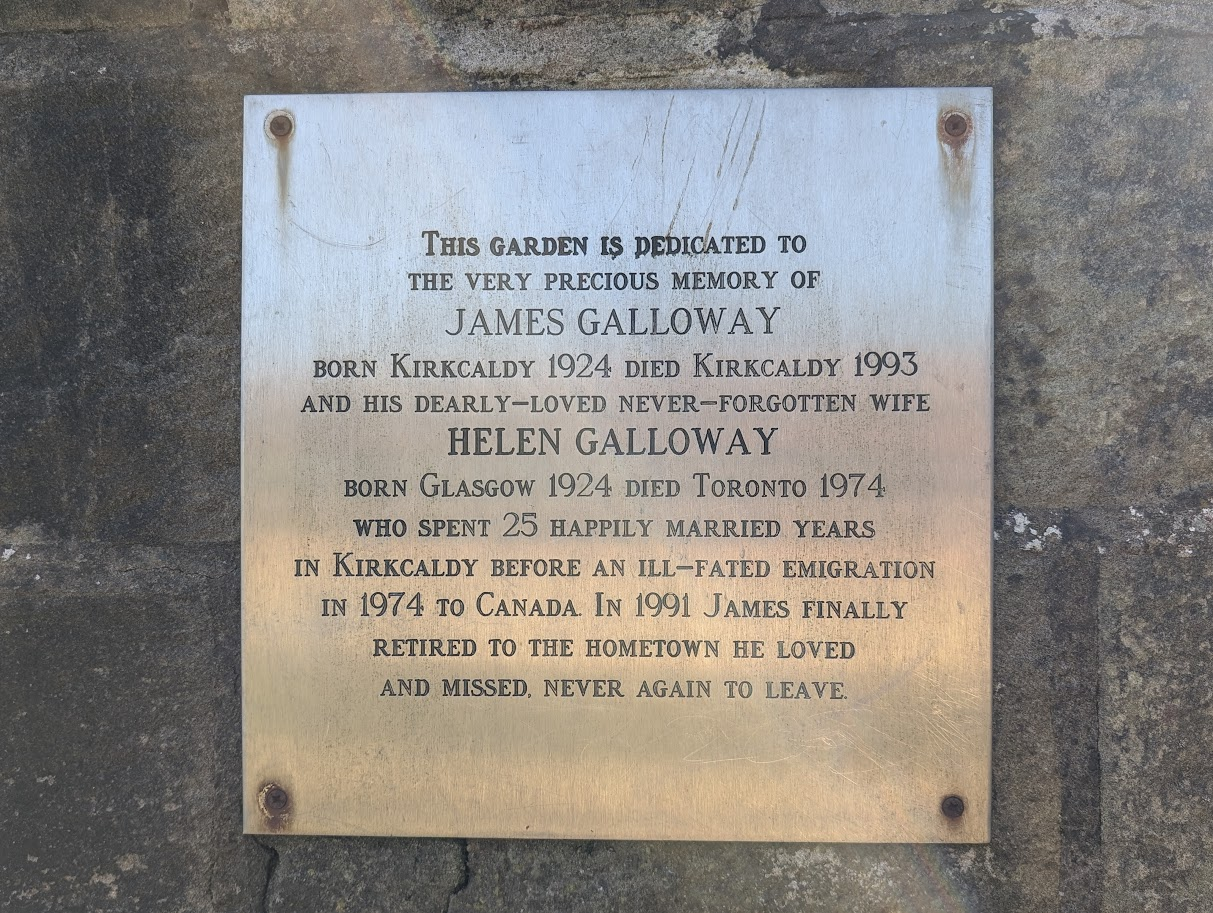 THIS GARDEN IS DEDICATED TO
THE VERY PRECIOUS MEMORY OF
JAMES GALLOWAY
BORN KIRKCALDY 1924 DIED KIRKCALDY 1993
AND HIS DEARLY-LOVED NEVER-FORGOTTEN WIFE
HELEN GALLOWAY
BORN GLASGOW 1924 DIED TORONTO 1974
WHO SPENT 25 HAPPILY MARRIED YEARS
IN KIRKCALDY BEFORE AN ILL-FATED EMIGRATION
IN 1974 TO CANADA. IN 1991 JAMES FINALLY
RETIRED TO THE HOMETOWN HE LOVED
AND MISSED, NEVER AGAIN TO LEAVE.